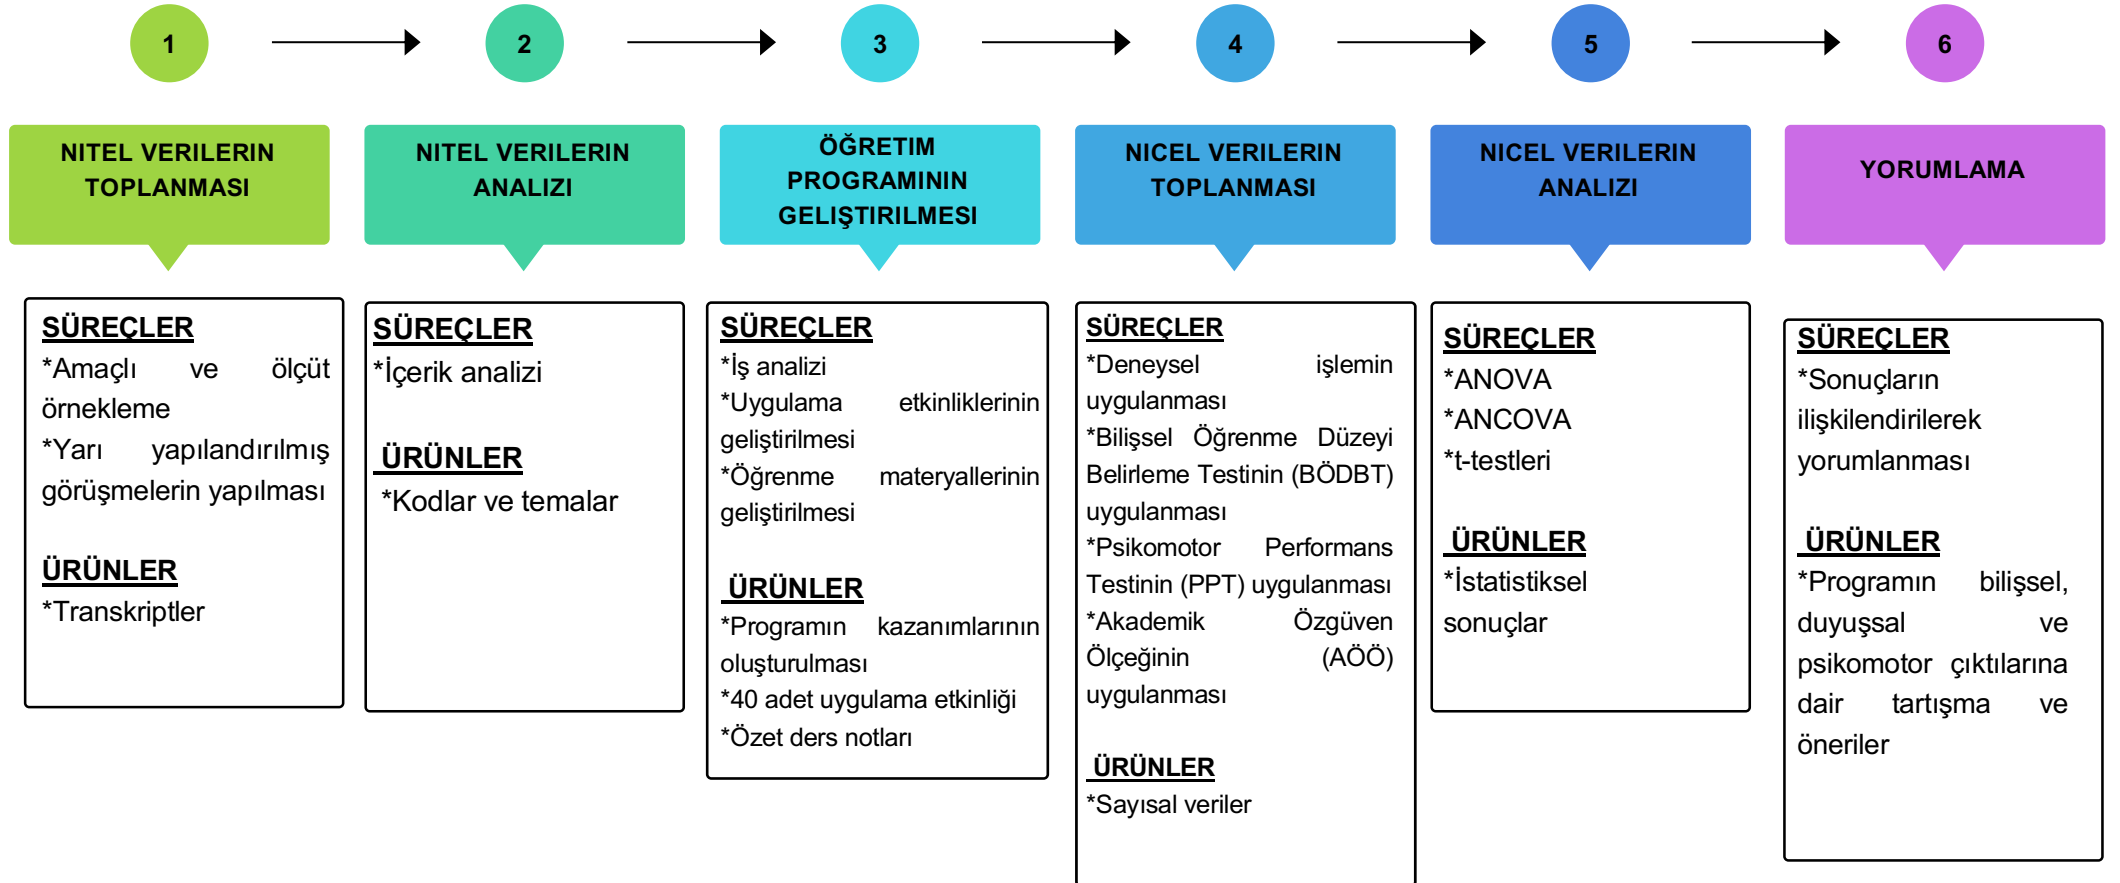 1
2
3
4
5
6
NITEL VERILERIN
TOPLANMASI
NITEL VERILERIN
ANALIZI
ÖĞRETIM
PROGRAMININ
GELIŞTIRILMESI
NICEL VERILERIN
TOPLANMASI
NICEL VERILERIN
ANALIZI
YORUMLAMA
SÜREÇLER
*Amaçlı ve ölçüt
örnekleme
*Yarı yapılandırılmış
görüşmelerin yapılması
ÜRÜNLER
*Transkriptler
SÜREÇLER
*İçerik analizi
ÜRÜNLER
*Kodlar ve temalar
SÜREÇLER
*İş analizi
*Uygulama etkinliklerinin
geliştirilmesi
*Öğrenme materyallerinin
geliştirilmesi
ÜRÜNLER
*Programın kazanımlarının
oluşturulması
*40 adet uygulama etkinliği
*Özet ders notları
SÜREÇLER
*Deneysel işlemin
uygulanması
*Bilişsel Öğrenme Düzeyi
Belirleme Testinin (BÖDBT)
uygulanması
*Psikomotor Performans
Testinin (PPT) uygulanması
*Akademik Özgüven
Ölçeğinin (AÖÖ)
uygulanması
ÜRÜNLER
*Sayısal veriler
SÜREÇLER
*ANOVA
*ANCOVA
*t-testleri
ÜRÜNLER
*İstatistiksel
sonuçlar
SÜREÇLER
*Sonuçların
ilişkilendirilerek
yorumlanması
ÜRÜNLER
*Programın bilişsel,
duyuşsal ve
psikomotor çıktılarına
dair tartışma ve
öneriler